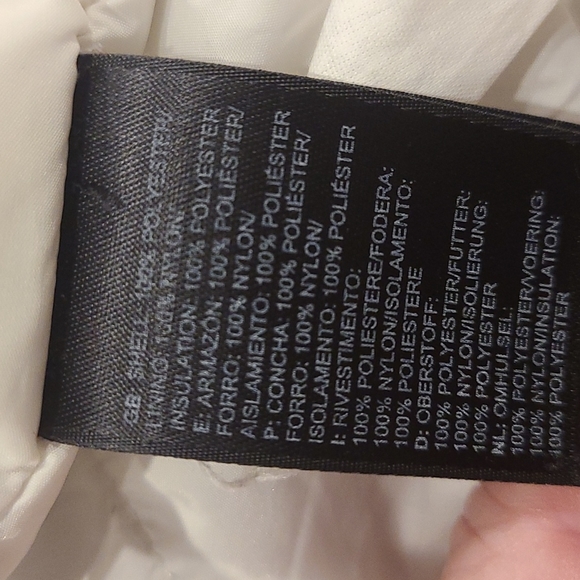 GB: SHELL: 100% POLYESTER/
LINING: 100% NYLON/
INSULATION: 100% POLYESTER
E: ARMAZÓN: 100% POLIÉSTER/
FORRO: 100% NYLON/
AISLAMIENTO: 100% POLIÉSTER
P: CONCHA: 100% POLIÉSTER/
FORRO: 100% NYLON/
ISOLAMENTO: 100% POLIÉSTER
I: RIVESTIMENTO:
100% POLIESTERE/FODERA:
100% NYLON/ISOLAMENTO:
100% POLIESTERE
D: OBERSTOFF:
100% POLYESTER/FUTTER:
100% NYLON/ISOLIERUNG:
100% POLYESTER
NL: OMHULSEL:
100% POLYESTER/VOERING:
100% NYLON/INSULATION:
100% POLYESTER